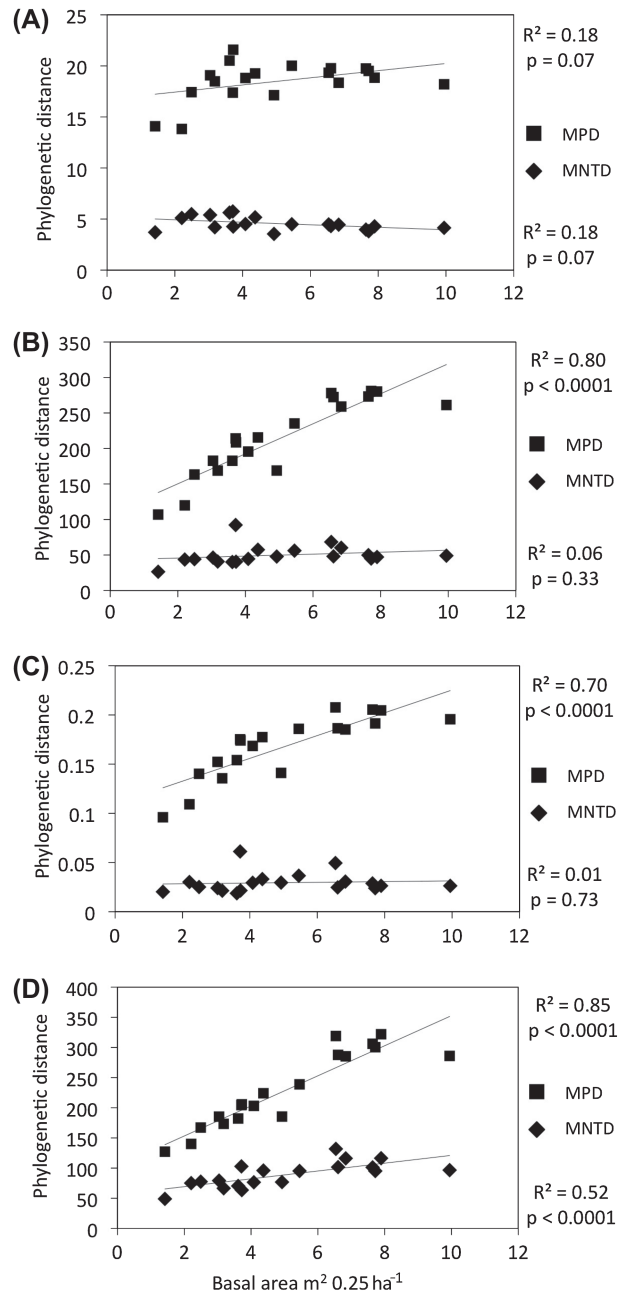 (A)
25
20
15
10
5
0
Phylogenetic distance
2
4
6
8
10
12
R² = 0.18
p = 0.07
MPD
MNTD
R² = 0.18
p = 0.07
(B)
350
300
250
200
150
100
50
0
Phylogenetic distance
0
2
4
6
8
10
12
R² = 0.80
p < 0.0001
MPD
MNTD
R² = 0.06
p = 0.33
(C)
0.25
0.2
0.15
0.1
0.05
0
Phylogenetic distance
0
2
4
6
8
10
12
R² = 0.70
p < 0.0001
MPD
MNTD
R² = 0.01
p = 0.73
(D)
400
350
300
250
200
150
100
50
0
Phylogenetic distance
0
2
4
6
8
10
12
R² = 0.85
p < 0.0001
MPD
MNTD
R² = 0.52
p < 0.0001
Basal area m² 0.25 ha⁻¹